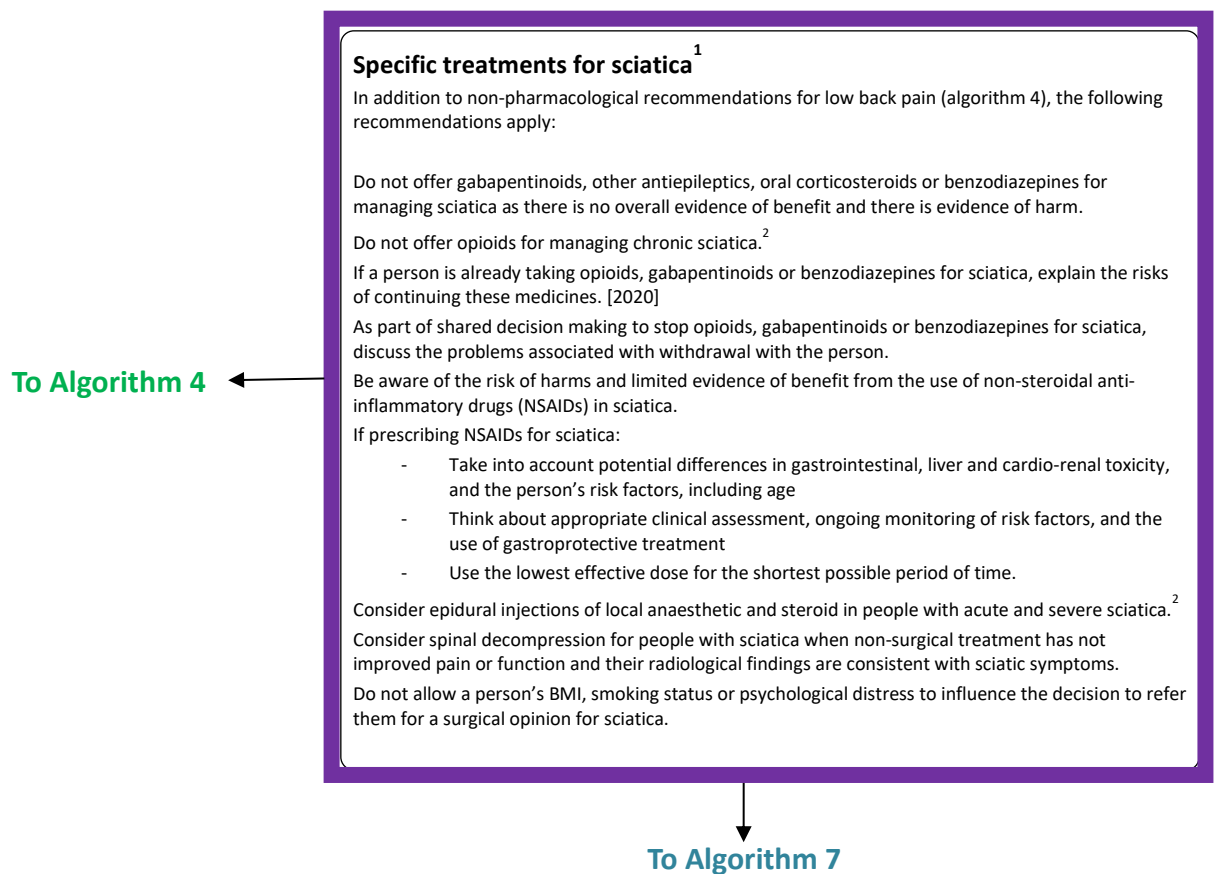 Specific treatments for sciatica1
In addition to non-pharmacological recommendations for low back pain (algorithm 4), the following
recommendations apply:
Do not offer gabapentinoids, other antiepileptics, oral corticosteroids or benzodiazepines for
managing sciatica as there is no overall evidence of benefit and there is evidence of harm.
Do not offer opioids for managing chronic sciatica.2
If a person is already taking opioids, gabapentinoids or benzodiazepines for sciatica, explain the risks
of continuing these medicines. [2020]
As part of shared decision making to stop opioids, gabapentinoids or benzodiazepines for sciatica,
discuss the problems associated with withdrawal with the person.
To Algorithm 4
Be aware of the risk of harms and limited evidence of benefit from the use of non-steroidal anti-
inflammatory drugs (NSAIDs) in sciatica.
If prescribing NSAIDs for sciatica:
- Take into account potential differences in gastrointestinal, liver and cardio-renal toxicity,
and the person's risk factors, including age
- Think about appropriate clinical assessment, ongoing monitoring of risk factors, and the
use of gastroprotective treatment
- Use the lowest effective dose for the shortest possible period of time.
Consider epidural injections of local anaesthetic and steroid in people with acute and severe sciatica.2
Consider spinal decompression for people with sciatica when non-surgical treatment has not
improved pain or function and their radiological findings are consistent with sciatic symptoms.
Do not allow a person's BMI, smoking status or psychological distress to influence the decision to refer
them for a surgical opinion for sciatica.
To Algorithm 7